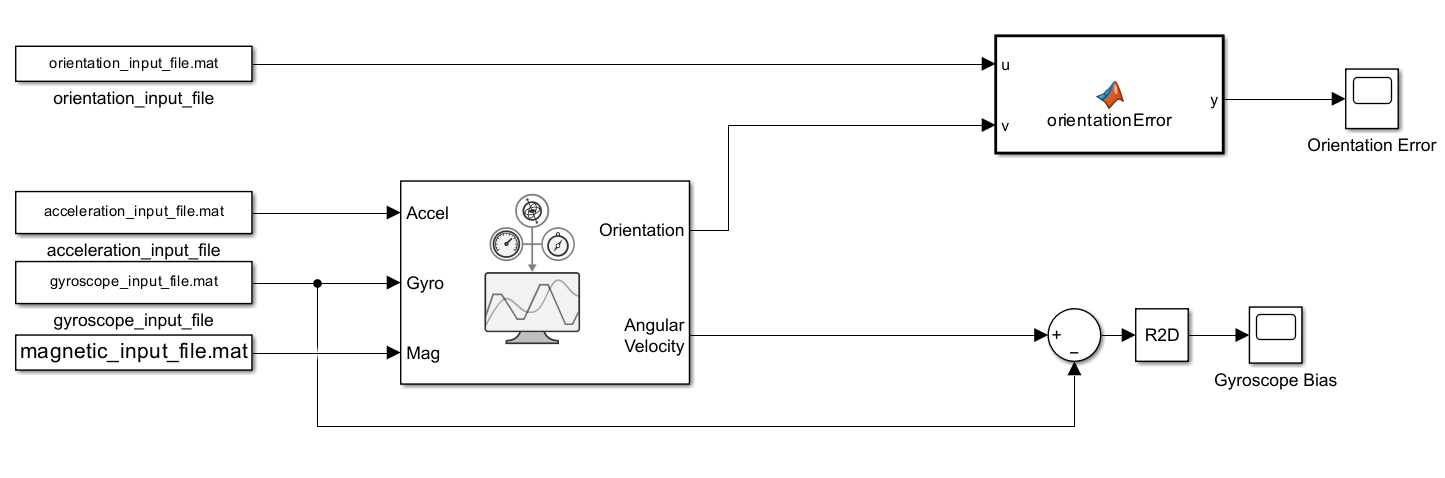 orientation_input_file.mat
orientation_input_file
u
v
orientationError
y
Orientation Error
acceleration_input_file.mat
acceleration_input_file
gyroscope_input_file.mat
gyroscope_input_file
magnetic_input_file.mat
Accel
Gyro
Mag
Orientation
Angular
Velocity
+
−
R2D
Gyroscope Bias